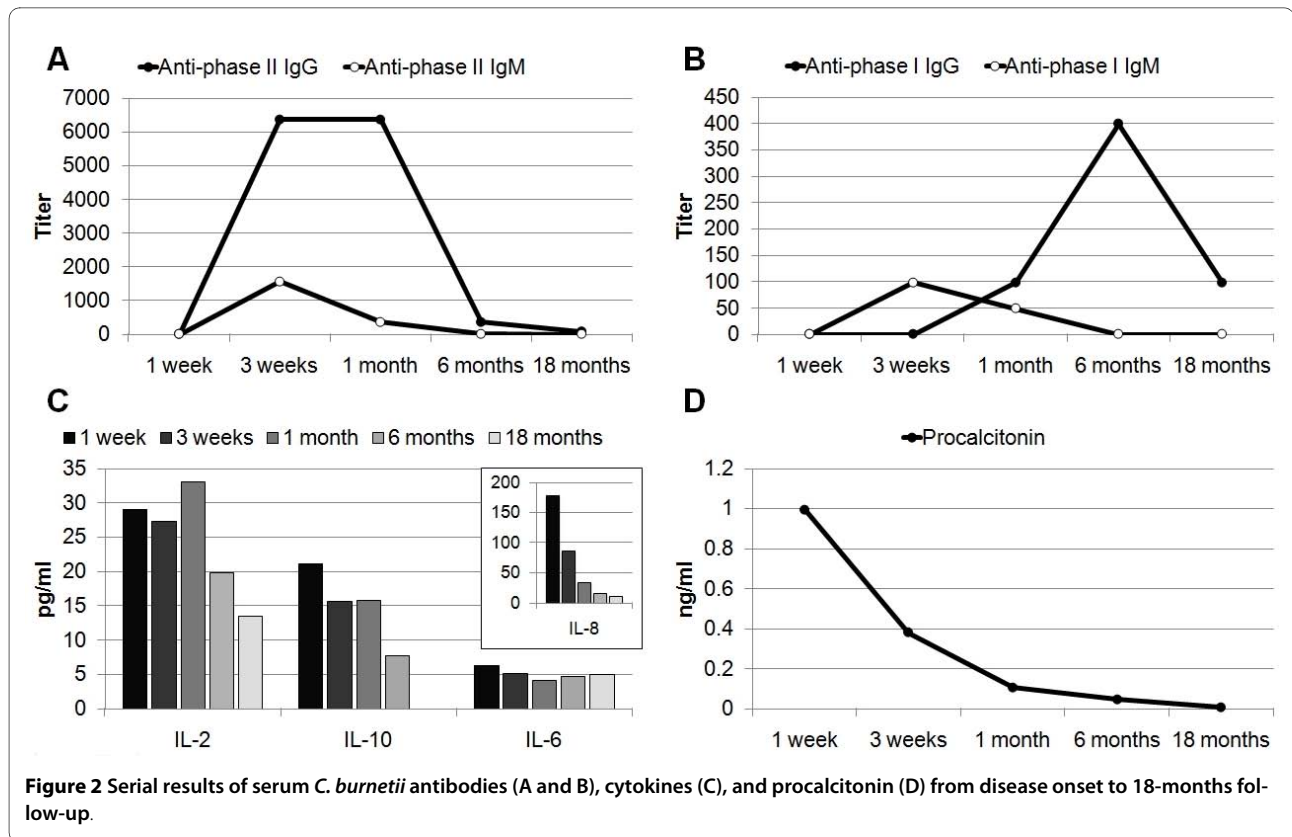 A
Anti-phase II IgG Anti-phase II IgM
7000
6000
5000
4000
3000
2000
1000
0
Titer
1 week 3 weeks 1 month 6 months 18 months
B
Anti-phase I IgG Anti-phase I IgM
450
400
350
300
250
200
150
100
50
0
Titer
1 week 3 weeks 1 month 6 months 18 months
C
1 week 3 weeks 1 month 6 months 18 months
35
30
25
20
15
10
5
0
pg/ml
IL-2 IL-10 IL-6
200
150
100
50
0
IL-8
D
Procalcitonin
1.2
1
0.8
0.6
0.4
0.2
0
ng/ml
1 week 3 weeks 1 month 6 months 18 months
Figure 2 Serial results of serum C. burnetii antibodies (A and B), cytokines (C), and procalcitonin (D) from disease onset to 18-months fol-
low-up.